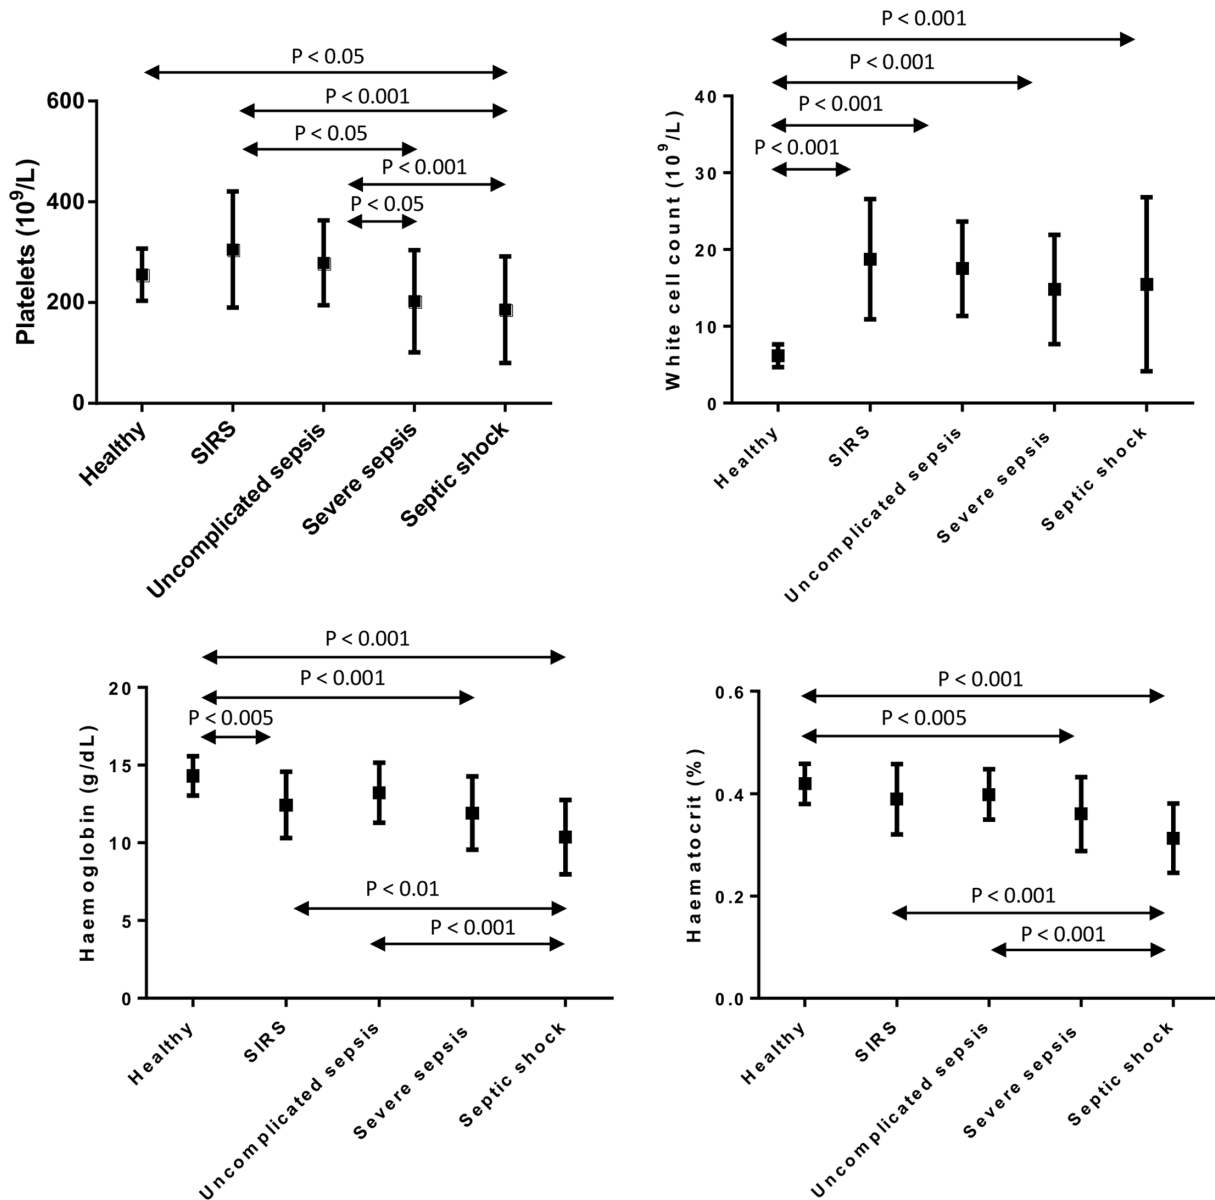 P < 0.05
P < 0.001
P < 0.05
P < 0.001
P < 0.05
600
400
200
0
Platelets (10⁹/L)
Healthy
SIRS
Uncomplicated sepsis
Severe sepsis
Septic shock
P < 0.001
P < 0.001
P < 0.001
P < 0.001
40
30
20
10
0
White cell count (10⁹/L)
Healthy
SIRS
Uncomplicated sepsis
Severe sepsis
Septic shock
P < 0.001
P < 0.001
P < 0.005
20
15
10
5
0
Haemoglobin (g/dL)
P < 0.01
P < 0.001
Healthy
SIRS
Uncomplicated sepsis
Severe sepsis
Septic shock
P < 0.001
P < 0.005
0.6
0.4
0.2
0.0
Haematocrit (%)
P < 0.001
P < 0.001
Healthy
SIRS
Uncomplicated sepsis
Severe sepsis
Septic shock